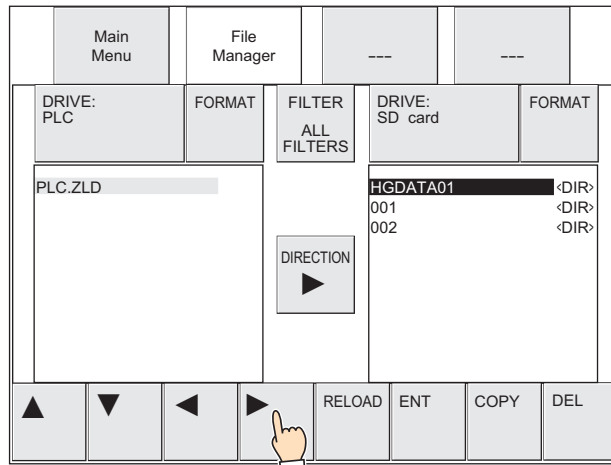 Main
Menu
File
Manager
---
---
DRIVE:
PLC
FORMAT
FILTER
ALL
FILTERS
DRIVE:
SD card
FORMAT
PLC.ZLD
HGDATA01 <DIR>
001 <DIR>
002 <DIR>
DIRECTION
▶
▲ ▼ ◀ ▶ RELOAD ENT COPY DEL